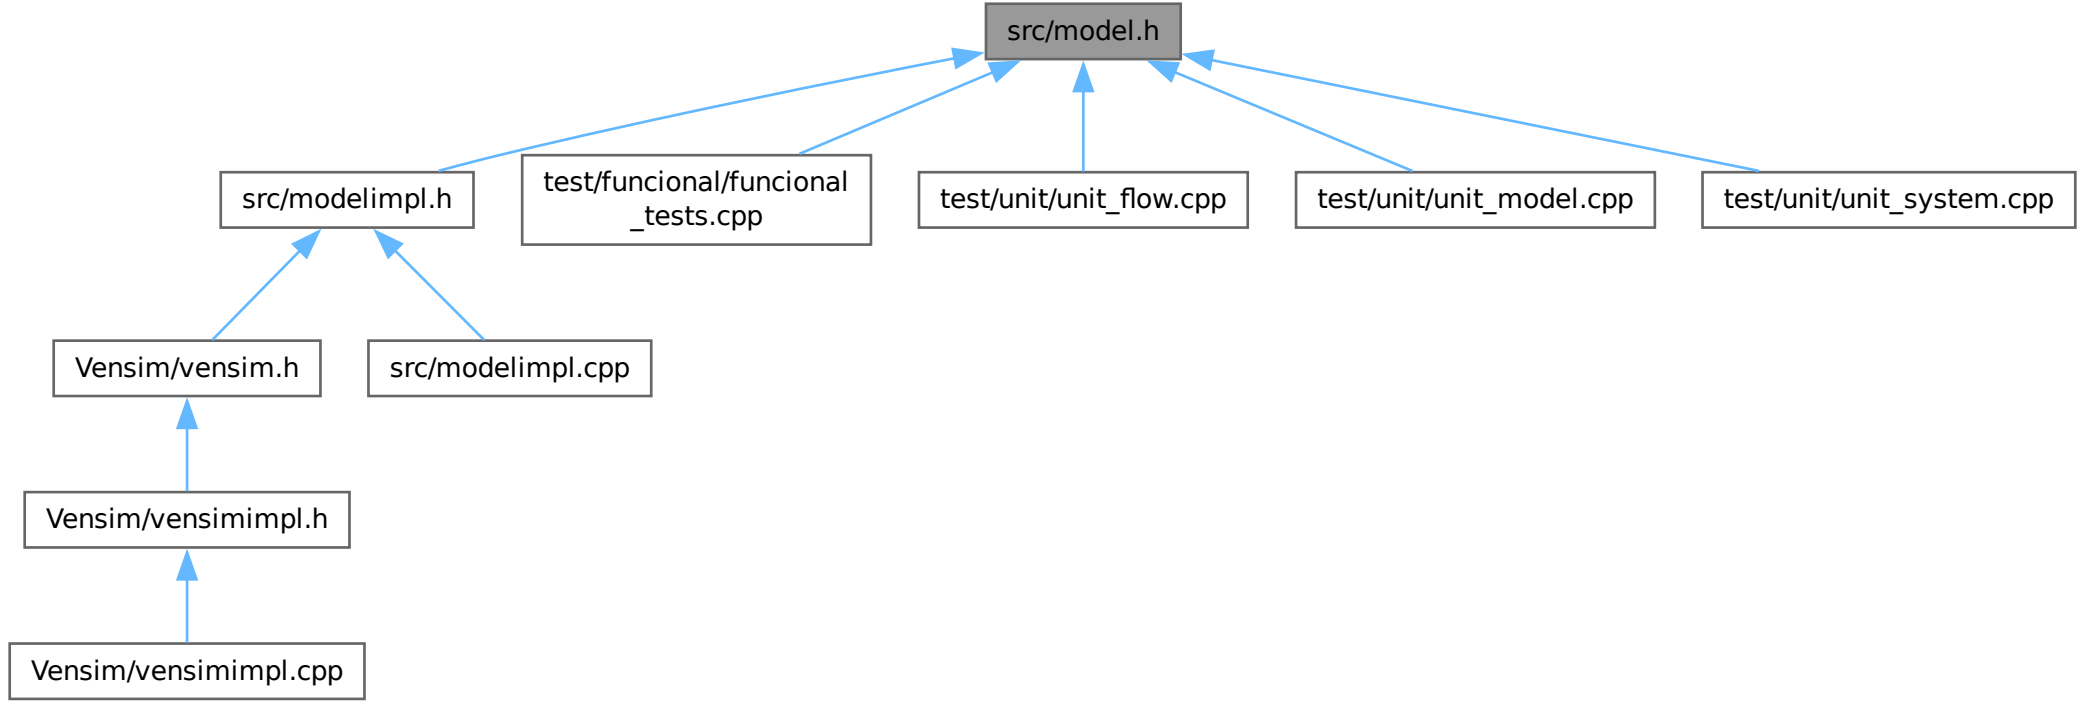 src/model.h
src/modelimpl.h
test/funcional/funcional
_tests.cpp
test/unit/unit_flow.cpp
test/unit/unit_model.cpp
test/unit/unit_system.cpp
Vensim/vensim.h
src/modelimpl.cpp
Vensim/vensimimpl.h
Vensim/vensimimpl.cpp